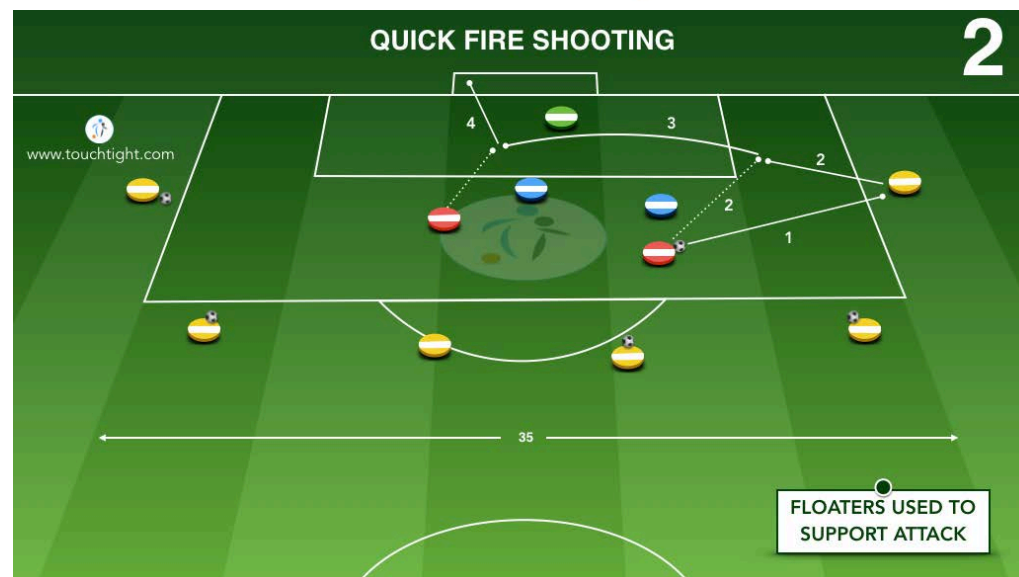 QUICK FIRE SHOOTING
2
www.touchtight.com
4
3
2
2
1
35
FLOATERS USED TO
SUPPORT ATTACK